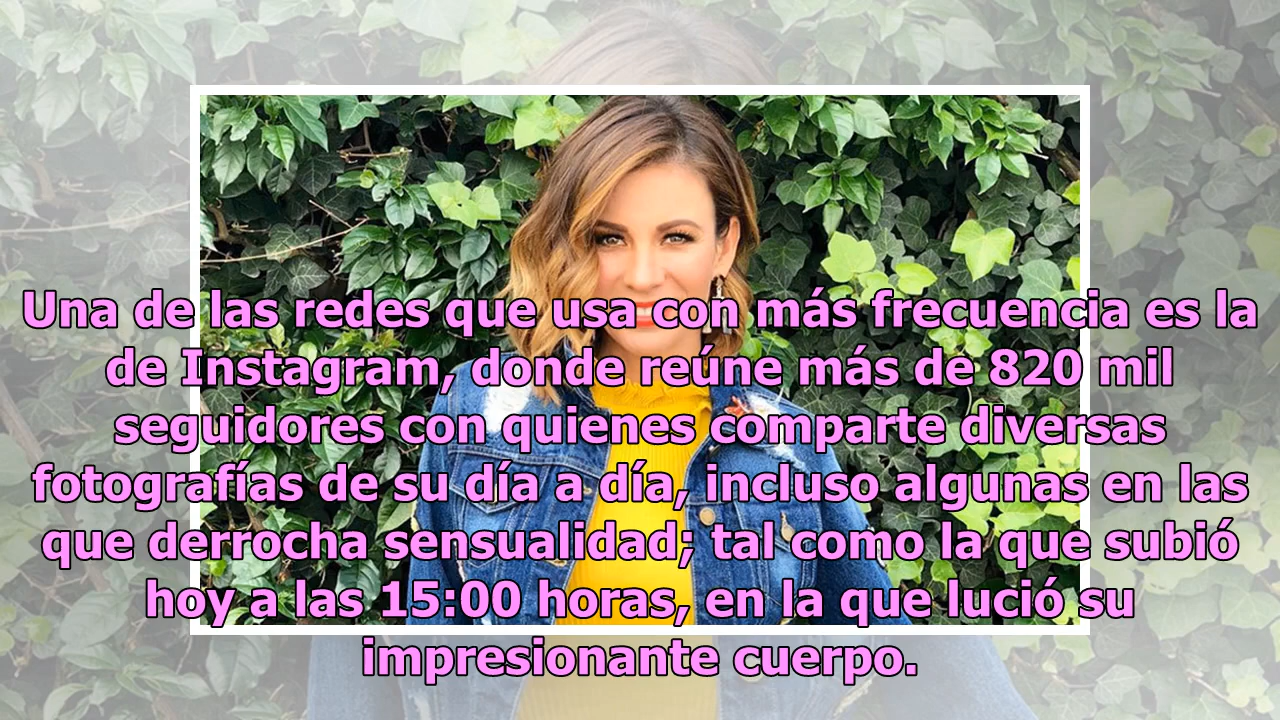 Una de las redes que usa con más frecuencia es la
de Instagram, donde reúne más de 820 mil
seguidores con quienes comparte diversas
fotografías de su día a día, incluso algunas en las
que derrocha sensualidad; tal como la que subió
hoy a las 15:00 horas, en la que lució su
impresionante cuerpo.